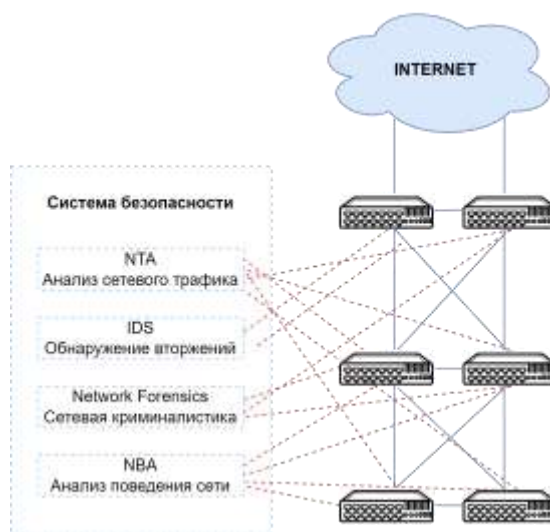 INTERNET
Система безопасности
NTA
Анализ сетевого трафика
IDS
Обнаружение вторжений
Network Forensics
Сетевая криминалистика
NBA
Анализ поведения сети